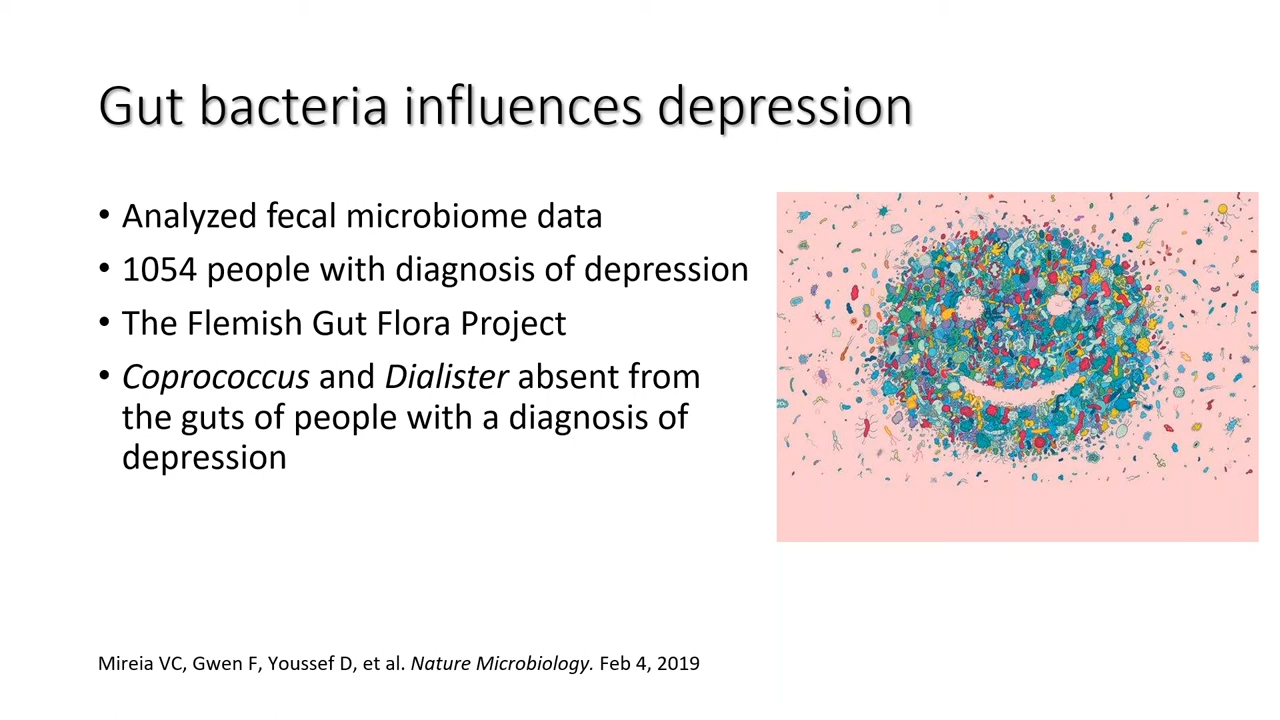 Gut bacteria influences depression
• Analyzed fecal microbiome data
• 1054 people with diagnosis of depression
• The Flemish Gut Flora Project
• Coprococcus and Dialister absent from
the guts of people with a diagnosis of
depression
Mireia VC, Gwen F, Youssef D, et al. Nature Microbiology. Feb 4, 2019